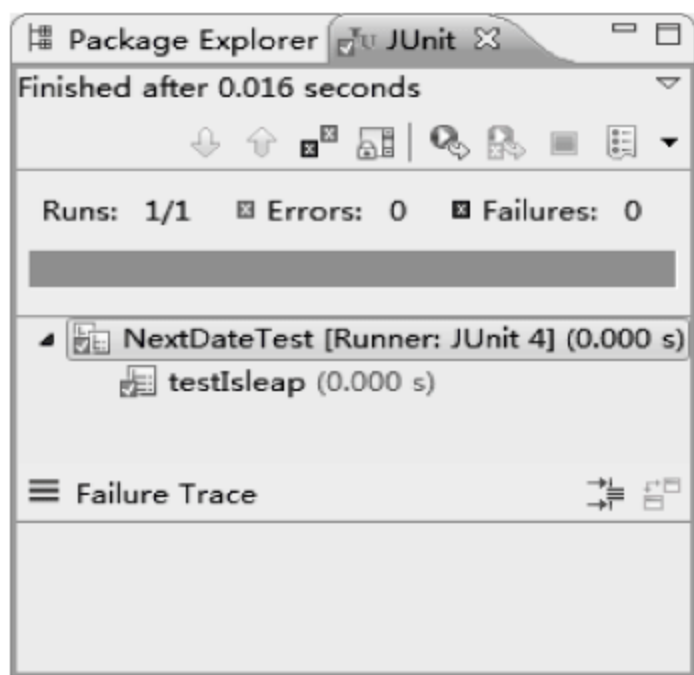 Package Explorer JUnit
Finished after 0.016 seconds
Runs: 1/1 Errors: 0 Failures: 0
NextDateTest [Runner: JUnit 4] (0.000 s)
testIsleap (0.000 s)
Failure Trace